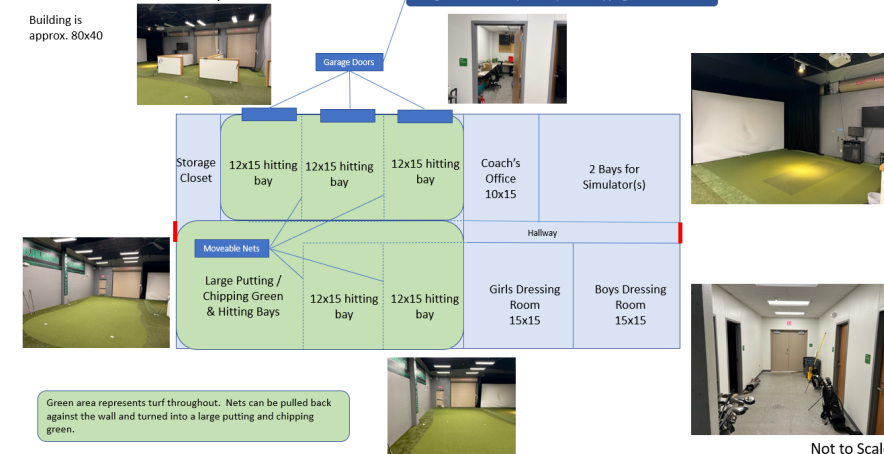 Building is
approx. 80x40
Garage Doors
Storage
Closet
12x15 hitting
bay
12x15 hitting
bay
12x15 hitting
bay
Coach's
Office
10x15
2 Bays for
Simulator(s)
Hallway
Moveable Nets
Large Putting /
Chipping Green
& Hitting Bays
12x15 hitting
bay
12x15 hitting
bay
Girls Dressing
Room
15x15
Boys Dressing
Room
15x15
Green area represents turf throughout. Nets can be pulled back
against the wall and turned into a large putting and chipping
green.
Not to Scale